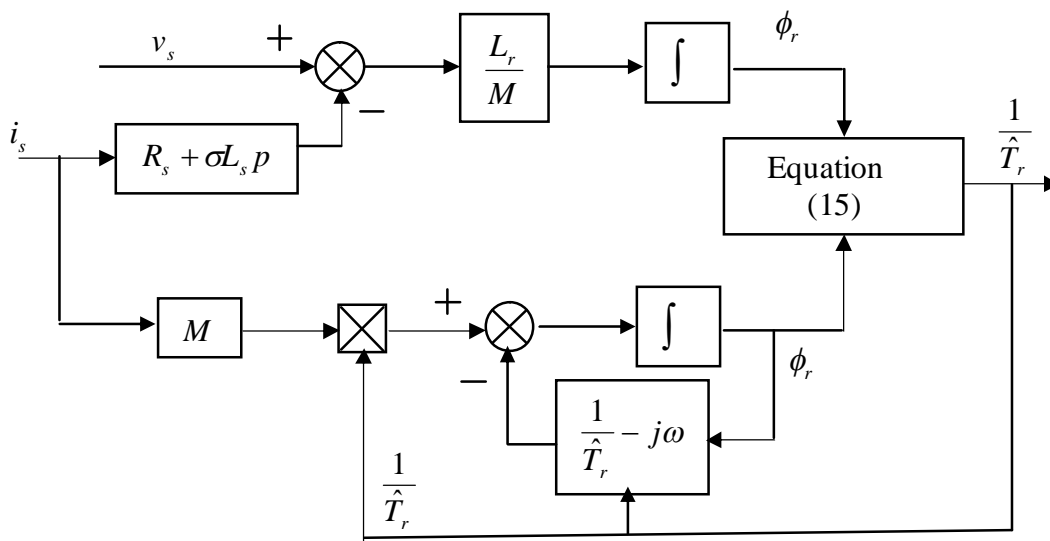 v_s
+
−
L_r / M
∫
ϕ_r
i_s
R_s + σL_s p
Equation
(15)
1 / T̂_r
M
+
−
∫
ϕ_r
1 / T̂_r − jω
1 / T̂_r